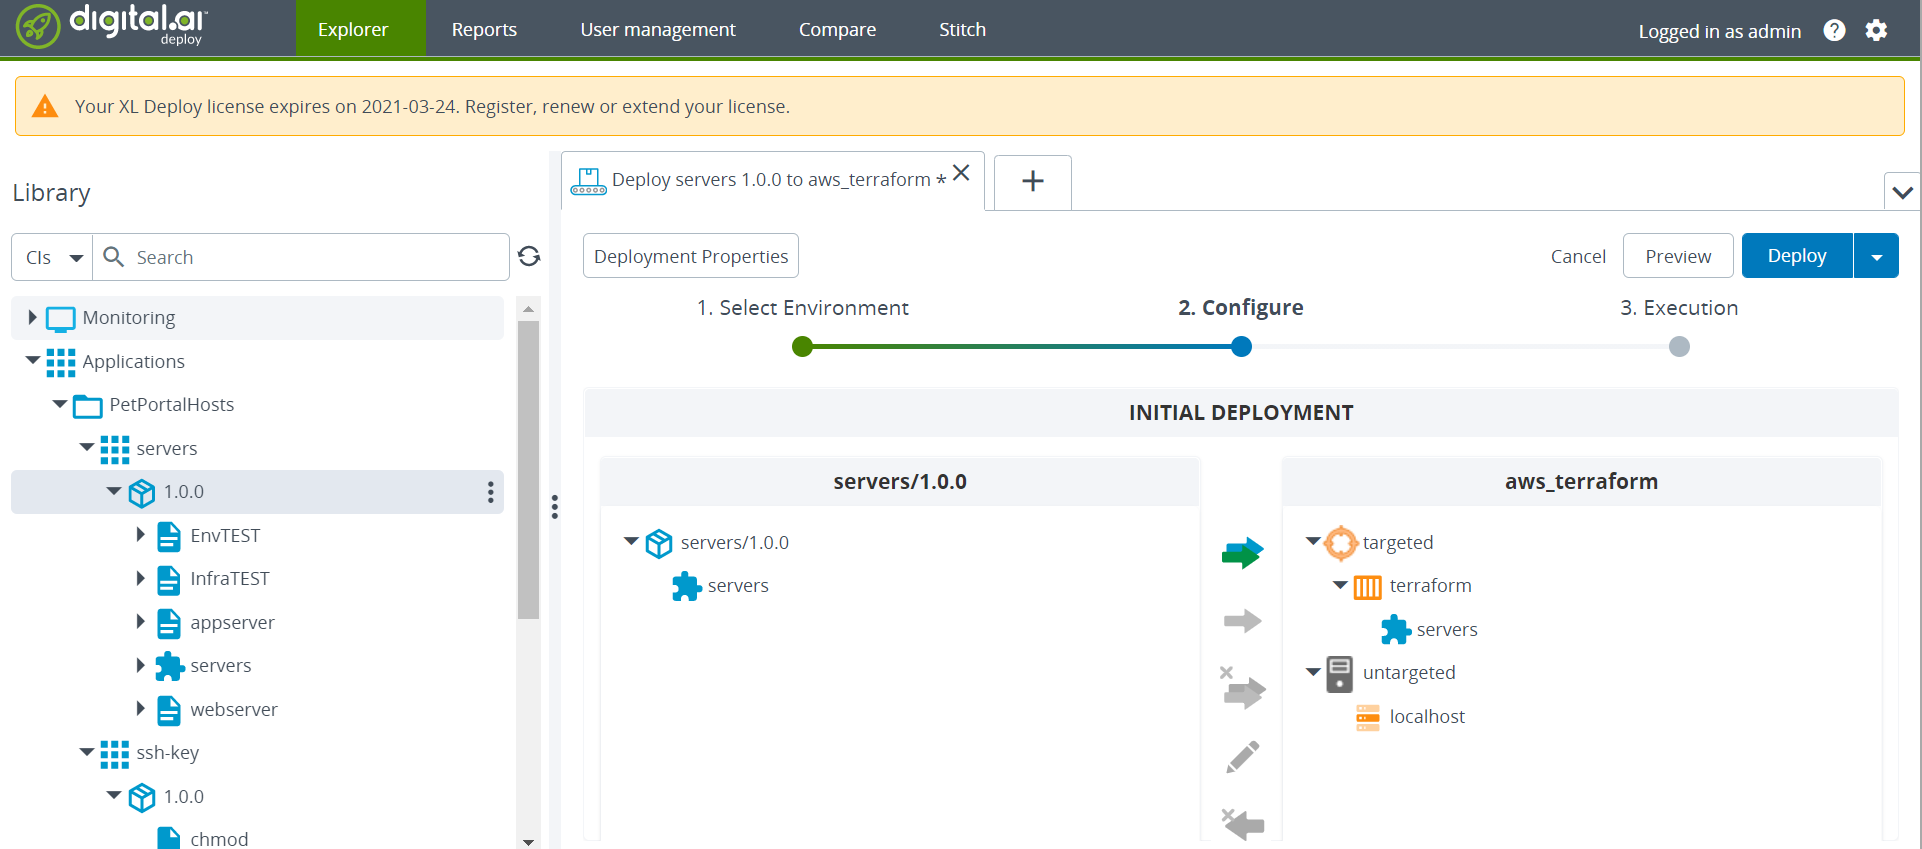 digital.ai
deploy
Explorer
Reports
User management
Compare
Stitch
Logged in as admin
Your XL Deploy license expires on 2021-03-24. Register, renew or extend your license.
Library
CIs
Search
Monitoring
Applications
PetPortalHosts
servers
1.0.0
EnvTEST
InfraTEST
appserver
servers
webserver
ssh-key
1.0.0
chmod
Deploy servers 1.0.0 to aws_terraform *
Deployment Properties
Cancel
Preview
Deploy
1. Select Environment
2. Configure
3. Execution
INITIAL DEPLOYMENT
servers/1.0.0
servers/1.0.0
servers
aws_terraform
targeted
terraform
servers
untargeted
localhost